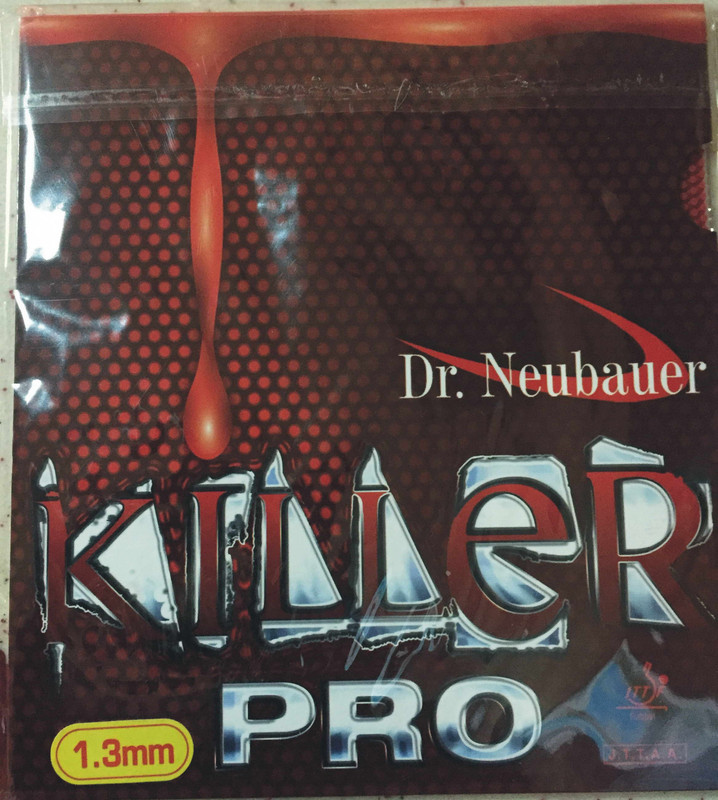 Dr. Neubauer
KILLeR
PRO
1.3mm
ITTF
J.T.T.A.A.